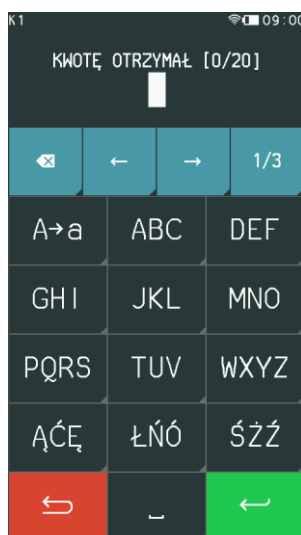 K1 09:00
KWOTĘ OTRZYMAŁ [0/20]
← → 1/3
A→a ABC DEF
GHI JKL MNO
PQRS TUV WXYZ
ĄĆĘ ŁŃÓ ŚŻŹ